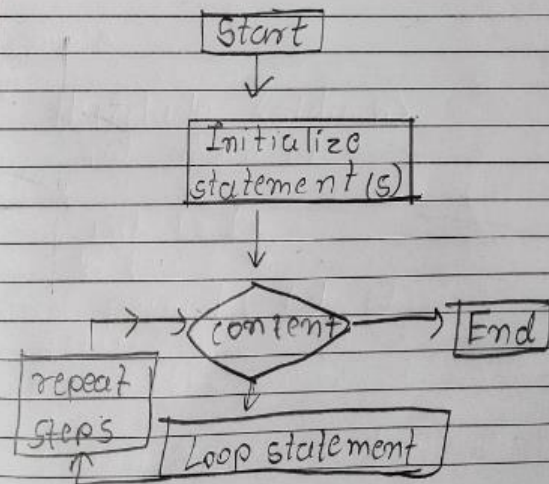 Start
Initialize
statement(s)
content
End
repeat
steps
Loop statement